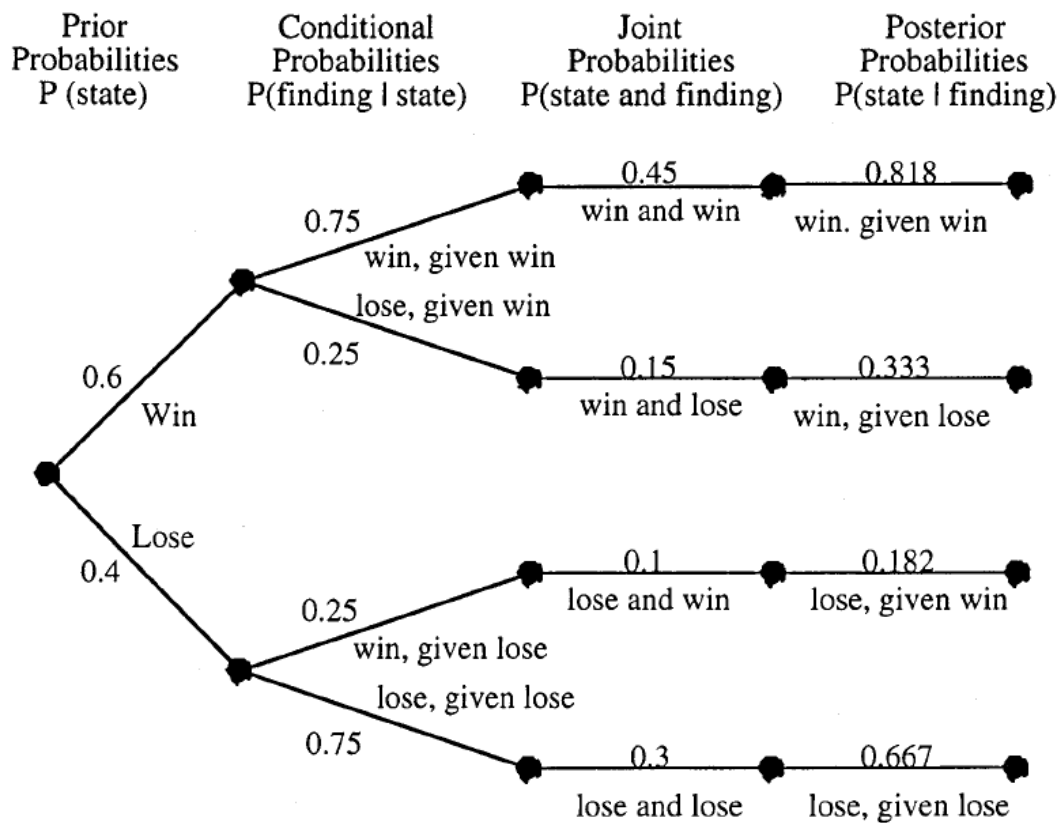 Prior
Probabilities
P (state)
Conditional
Probabilities
P(finding | state)
Joint
Probabilities
P(state and finding)
Posterior
Probabilities
P(state | finding)
0.45
win and win
0.818
win. given win
0.75
win, given win
lose, given win
0.25
0.15
win and lose
0.333
win, given lose
0.6
Win
Lose
0.4
0.1
lose and win
0.182
lose, given win
0.25
win, given lose
lose, given lose
0.75
0.3
lose and lose
0.667
lose, given lose